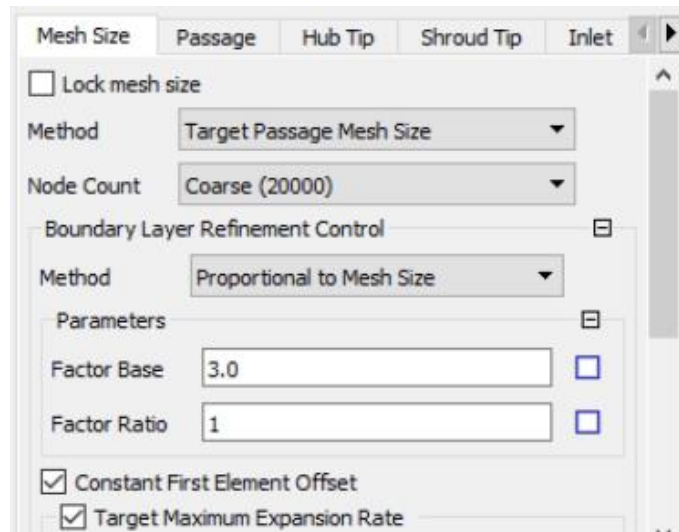 Mesh Size Passage Hub Tip Shroud Tip Inlet
Lock mesh size
Method Target Passage Mesh Size
Node Count Coarse (20000)
Boundary Layer Refinement Control
Method Proportional to Mesh Size
Parameters
Factor Base 3.0
Factor Ratio 1
Constant First Element Offset
Target Maximum Expansion Rate